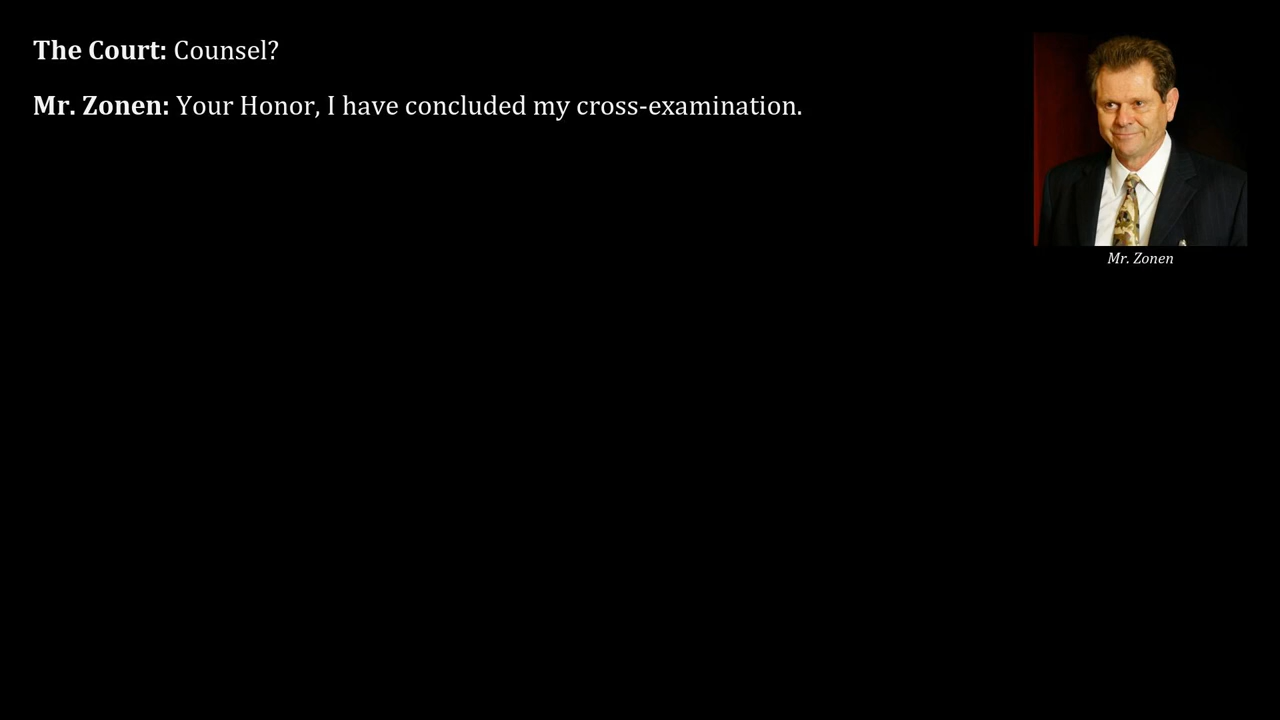 The Court: Counsel?
Mr. Zonen: Your Honor, I have concluded my cross-examination.
Mr. Zonen